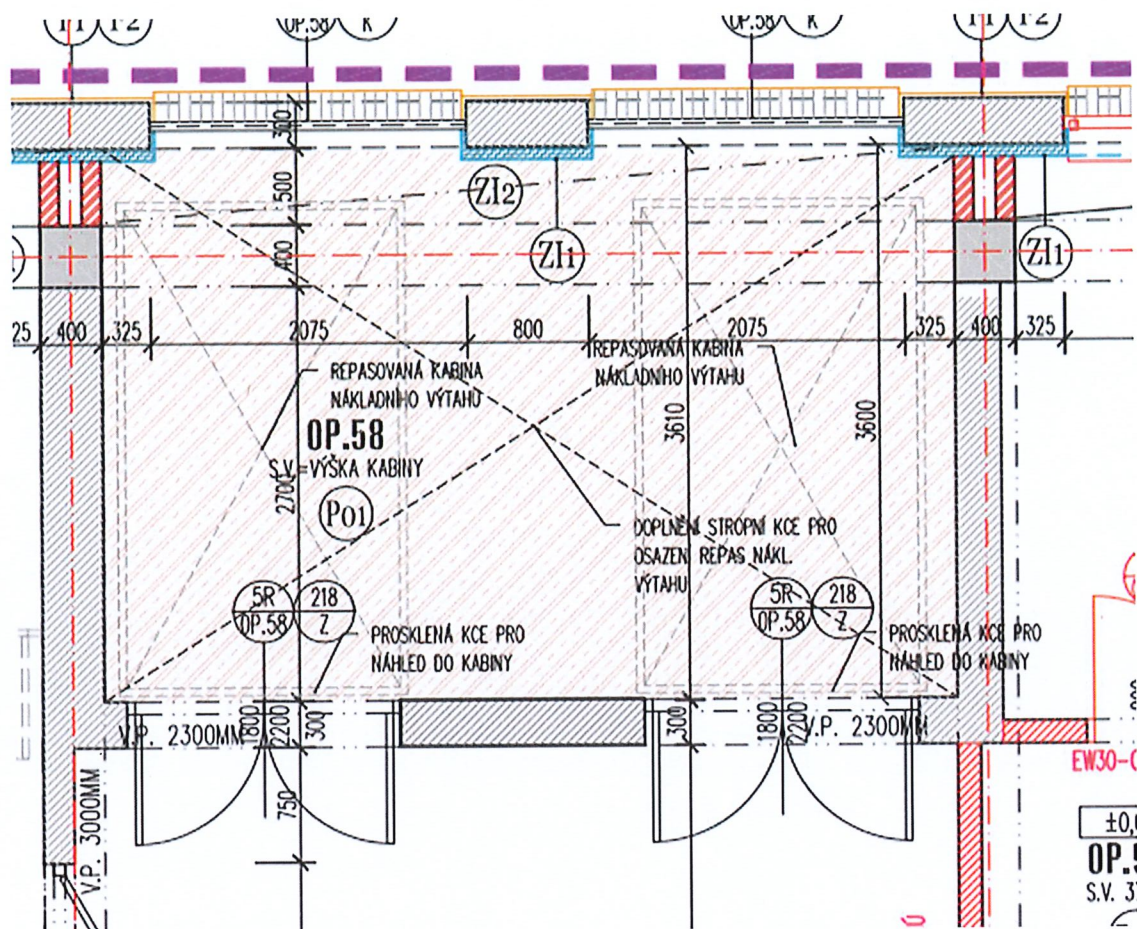 F2
OP.58
K
OP.58
K
F2
300
1500
ZI2
ZI1
ZI1
400
25
400
325
2075
800
2075
325
400
325
REPASOVANÁ KABINA
NÁKLADNÍHO VÝTAHU
REPASOVANÁ KABINA
NÁKLADNÍHO VÝTAHU
3610
3600
OP.58
S.V.=VÝŠKA KABINY
2700
P01
DOPLNĚNÍ STROPNÍ KCE PRO
OSAZENÍ REPAS NÁKL.
VÝTAHU
5R
OP.58
218
Z
5R
OP.58
218
Z
PROSKLENÁ KCE PRO
NÁHLED DO KABINY
PROSKLENÁ KCE PRO
NÁHLED DO KABINY
V.P. 2300MM
1800
2200
300
300
1800
2200
V.P. 2300MM
750
V.P. 3000MM
EW30-
±0,
OP.5
S.V. 3